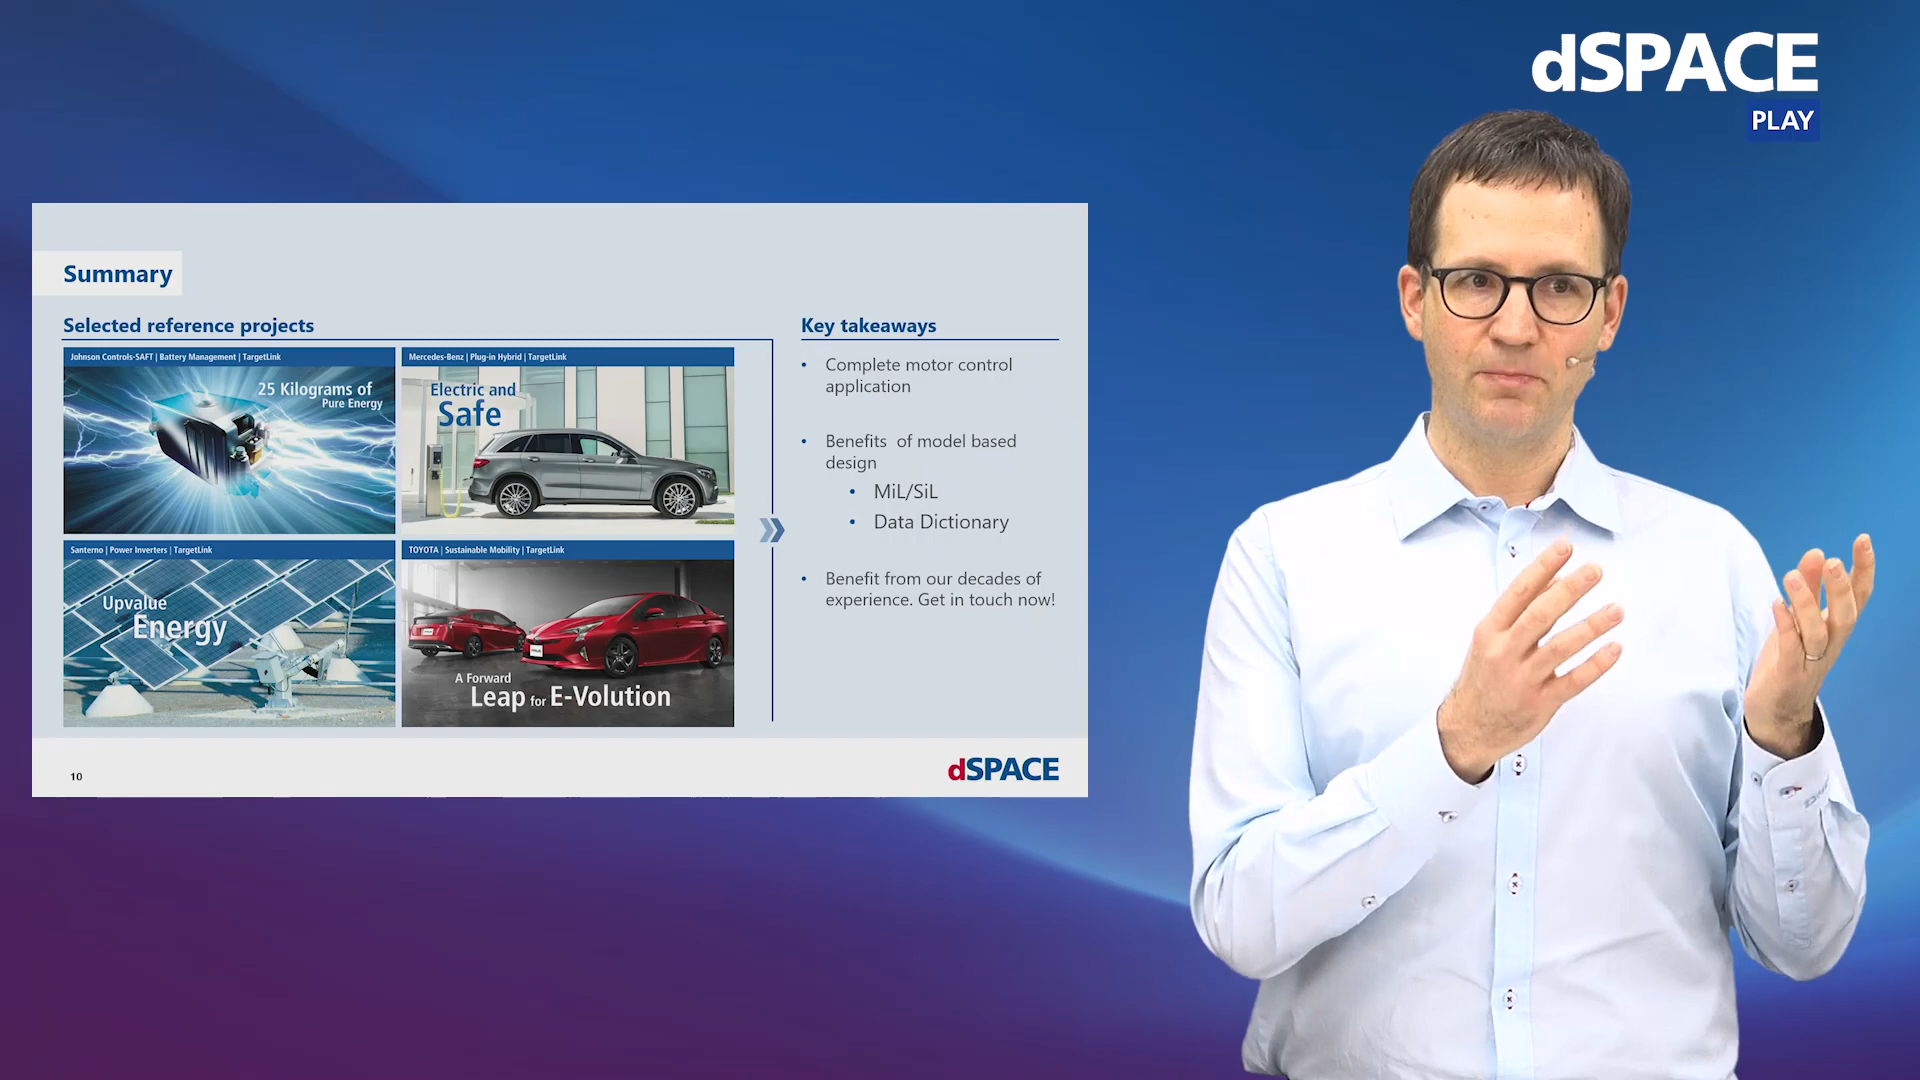 dSPACE
PLAY
Summary
Selected reference projects
Johnson Controls-SAFT | Battery Management | TargetLink
25 Kilograms of
Pure Energy
Mercedes-Benz | Plug-in Hybrid | TargetLink
Electric and
Safe
Santerno | Power Inverters | TargetLink
Upvalue
Energy
TOYOTA | Sustainable Mobility | TargetLink
A Forward
Leap for E-Volution
Key takeaways
• Complete motor control
application
• Benefits of model based
design
• MiL/SiL
• Data Dictionary
• Benefit from our decades of
experience. Get in touch now!
10
dSPACE